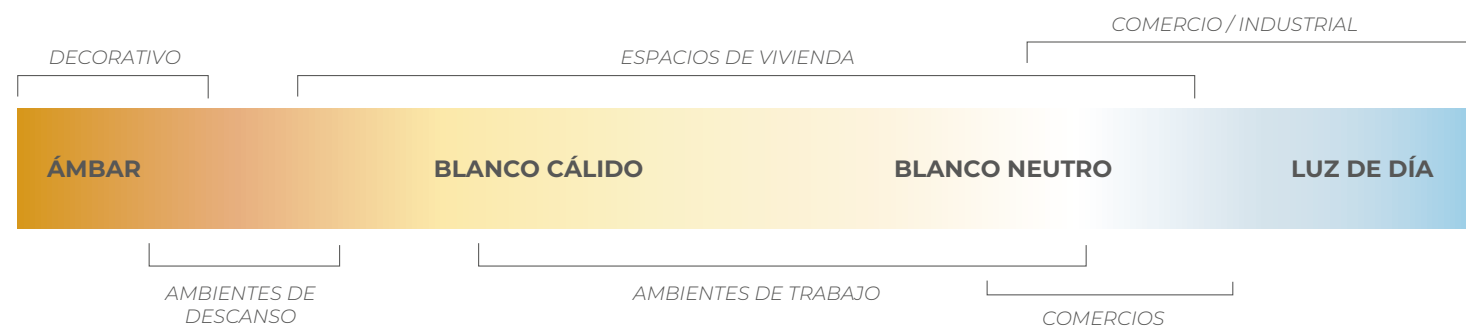 COMERCIO / INDUSTRIAL
DECORATIVO
ESPACIOS DE VIVIENDA
ÁMBAR
BLANCO CÁLIDO
BLANCO NEUTRO
LUZ DE DÍA
AMBIENTES DE
DESCANSO
AMBIENTES DE TRABAJO
COMERCIOS